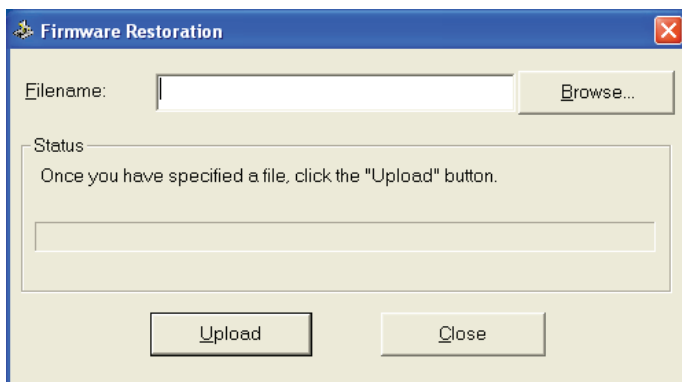 Firmware Restoration
Filename:
Browse...
Status
Once you have specified a file, click the "Upload" button.
Upload
Close